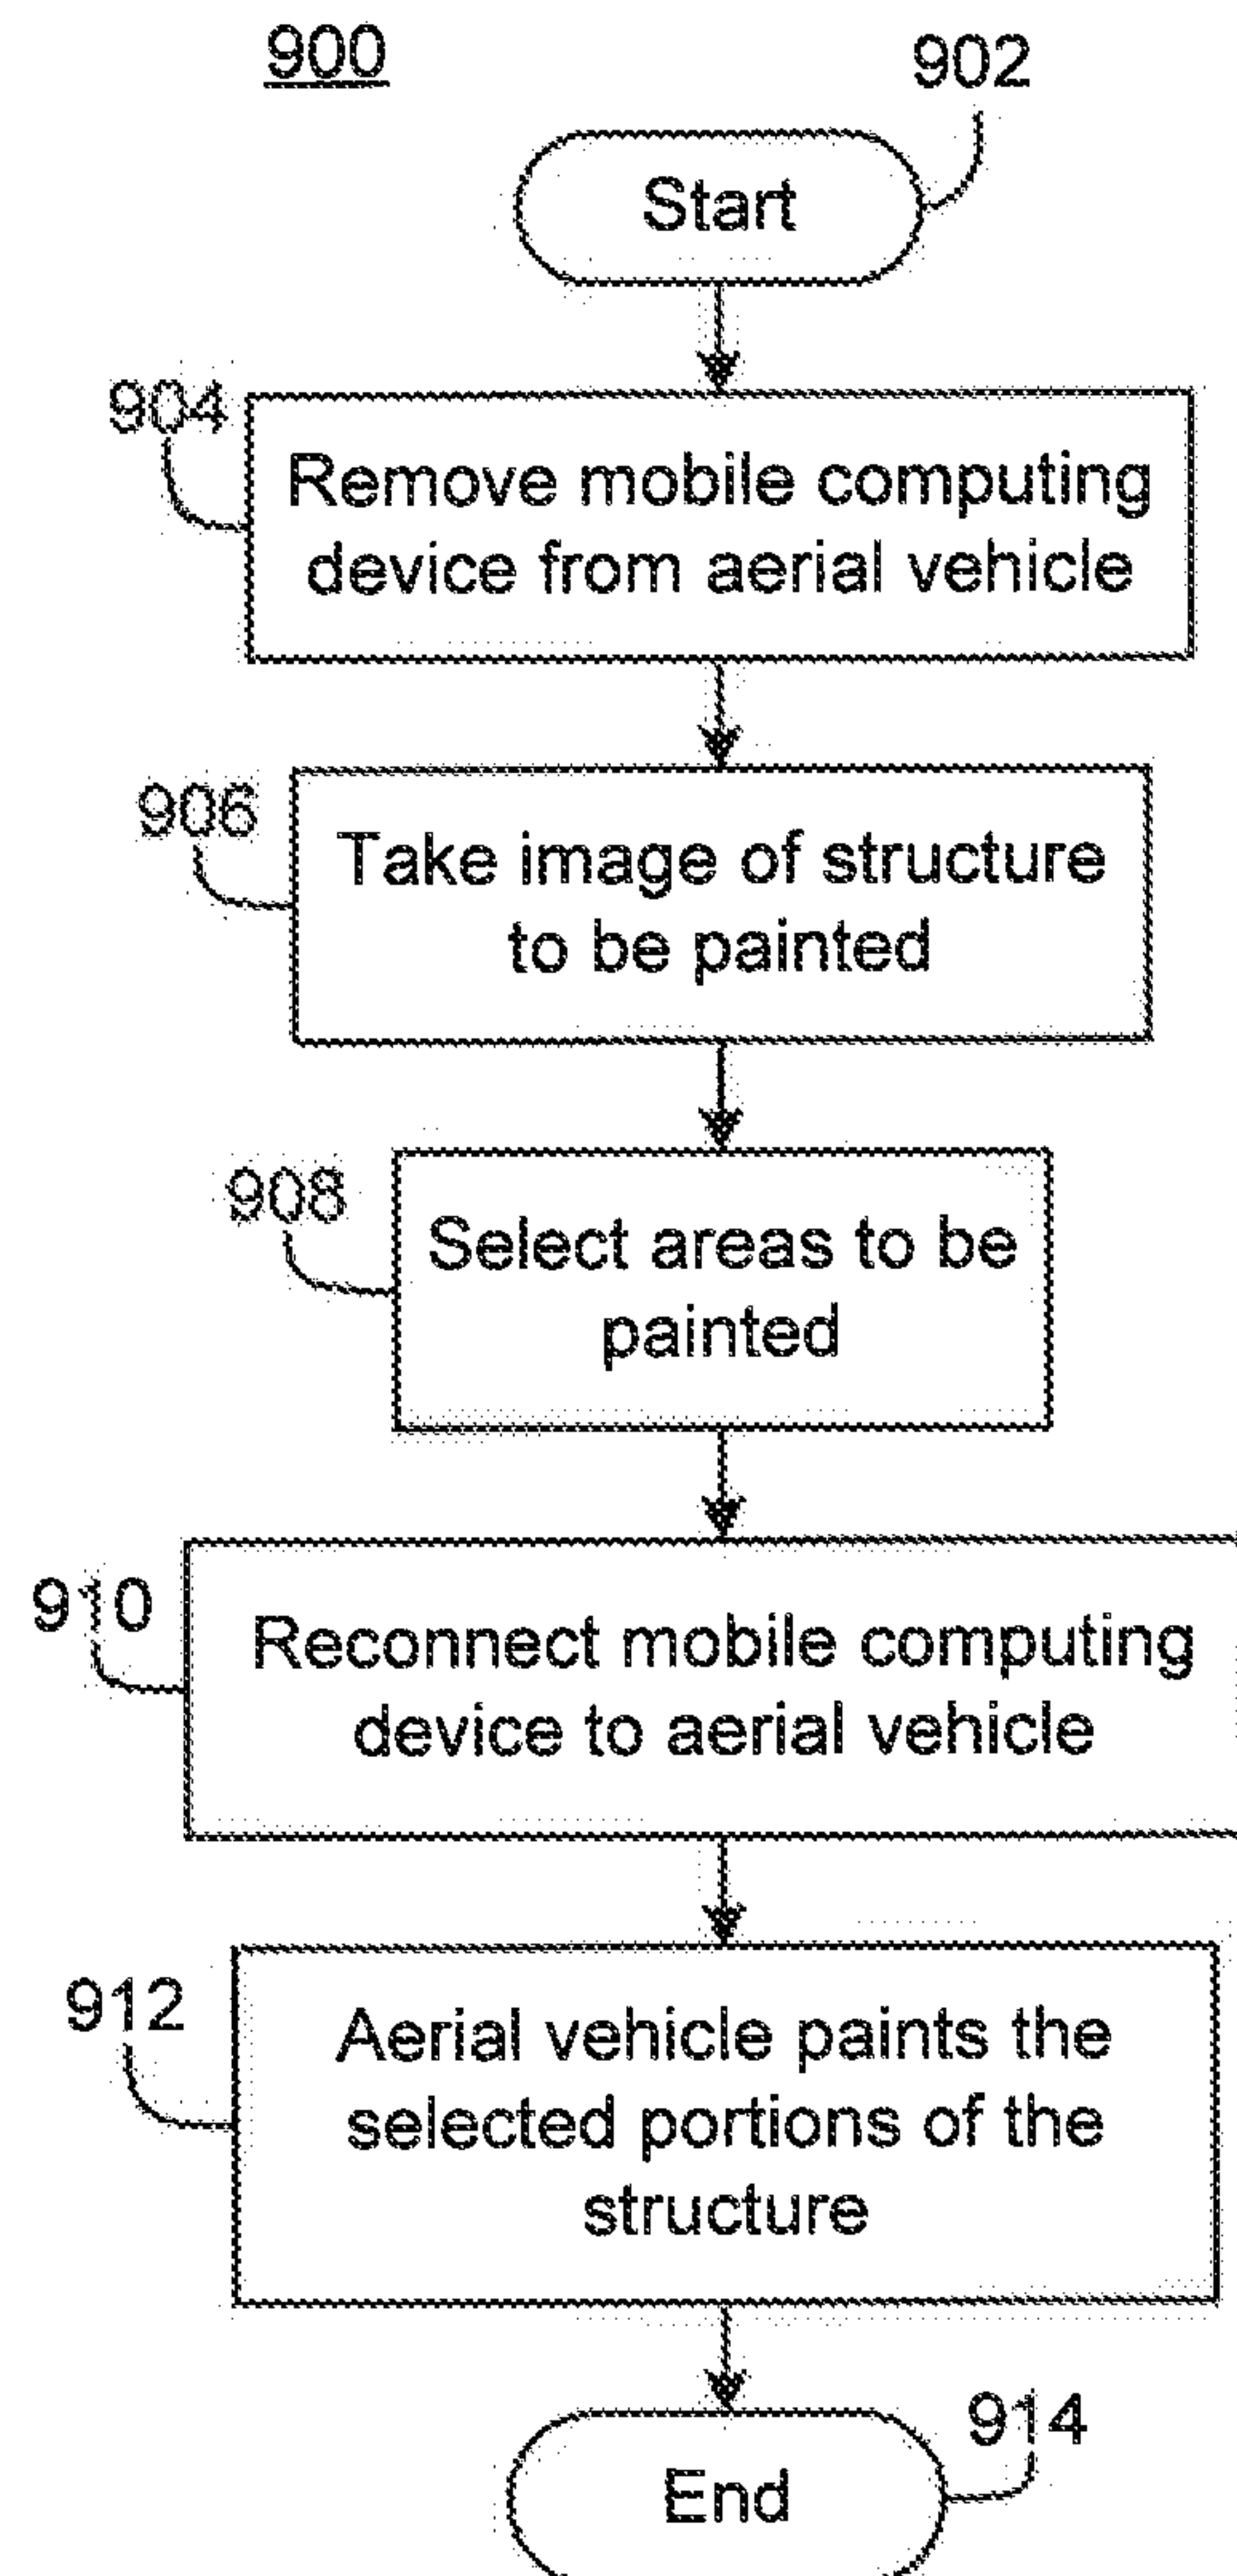 900
902
Start
904
Remove mobile computing
device from aerial vehicle
906
Take image of structure
to be painted
908
Select areas to be
painted
910
Reconnect mobile computing
device to aerial vehicle
912
Aerial vehicle paints the
selected portions of the
structure
914
End